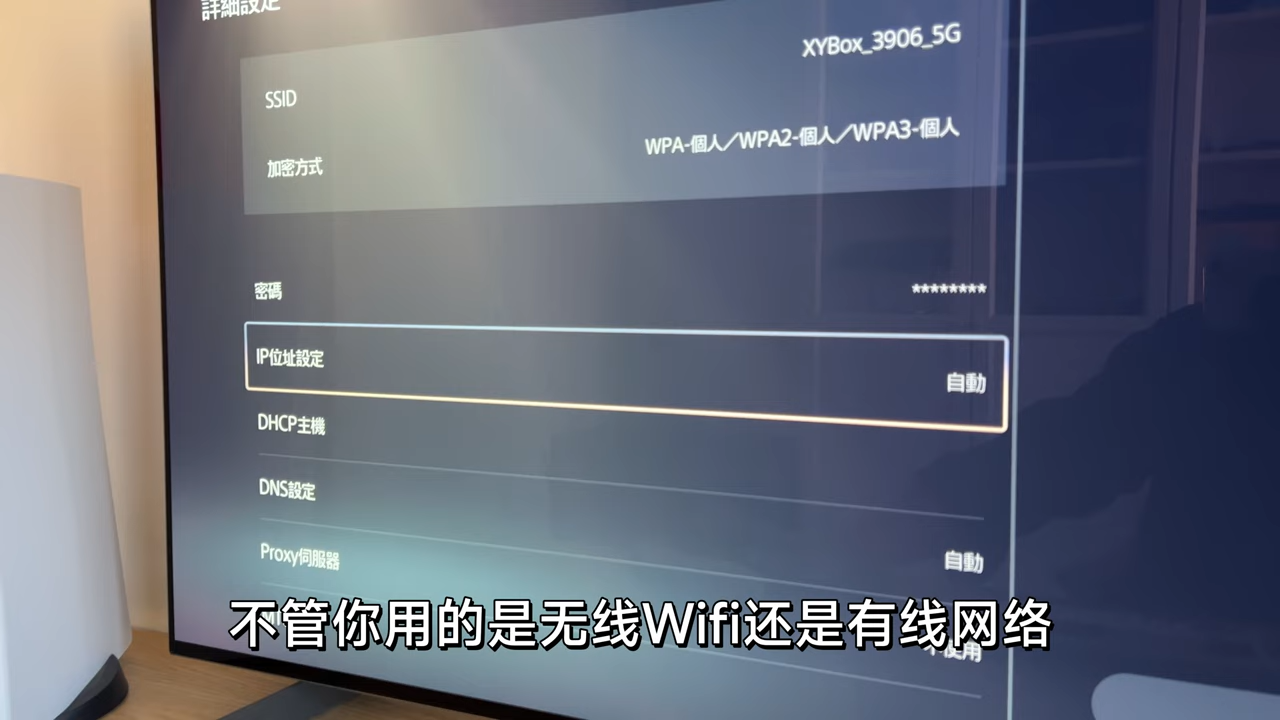 詳細設定
XYBox_3906_5G
SSID
WPA-個人／WPA2-個人／WPA3-個人
加密方式
密碼
********
IP位址設定
自動
DHCP主機
DNS設定
自動
Proxy伺服器
不使用
不管你用的是无线Wifi还是有线网络